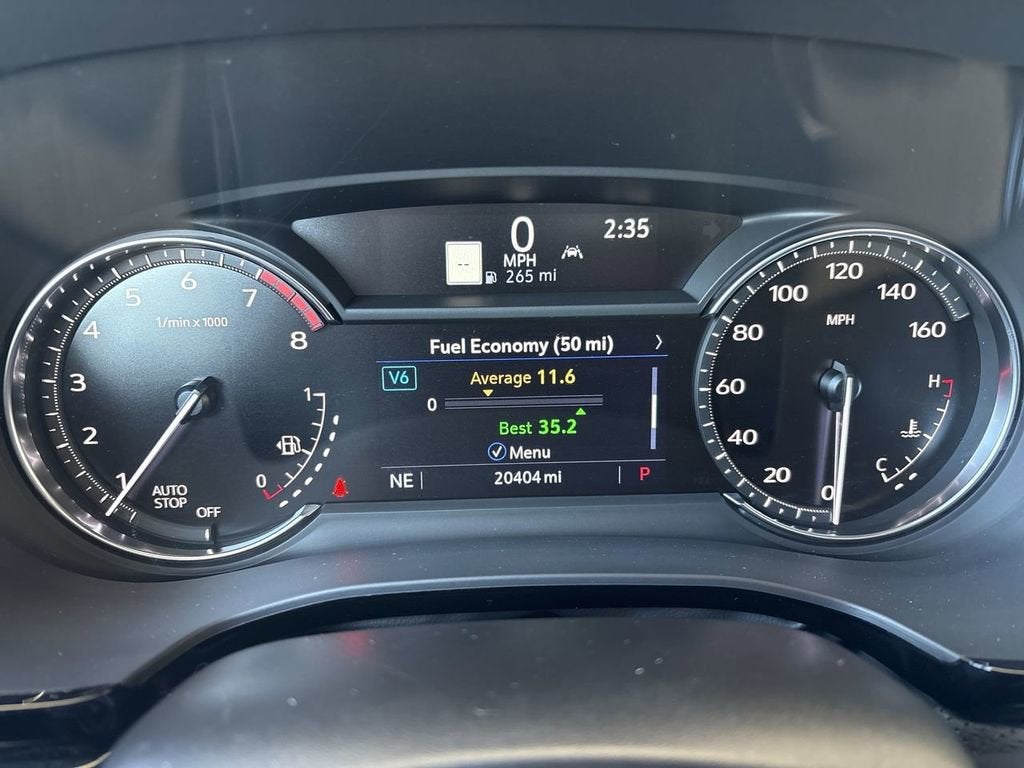 0
MPH
2:35
--
265 mi
Fuel Economy (50 mi)
V6
Average 11.6
0
Best 35.2
Menu
NE
20404 mi
P
1
2
3
4
5
6
7
8
1/min x 1000
AUTO
STOP
OFF
1
0
0
20
40
60
80
100
120
140
160
MPH
H
C